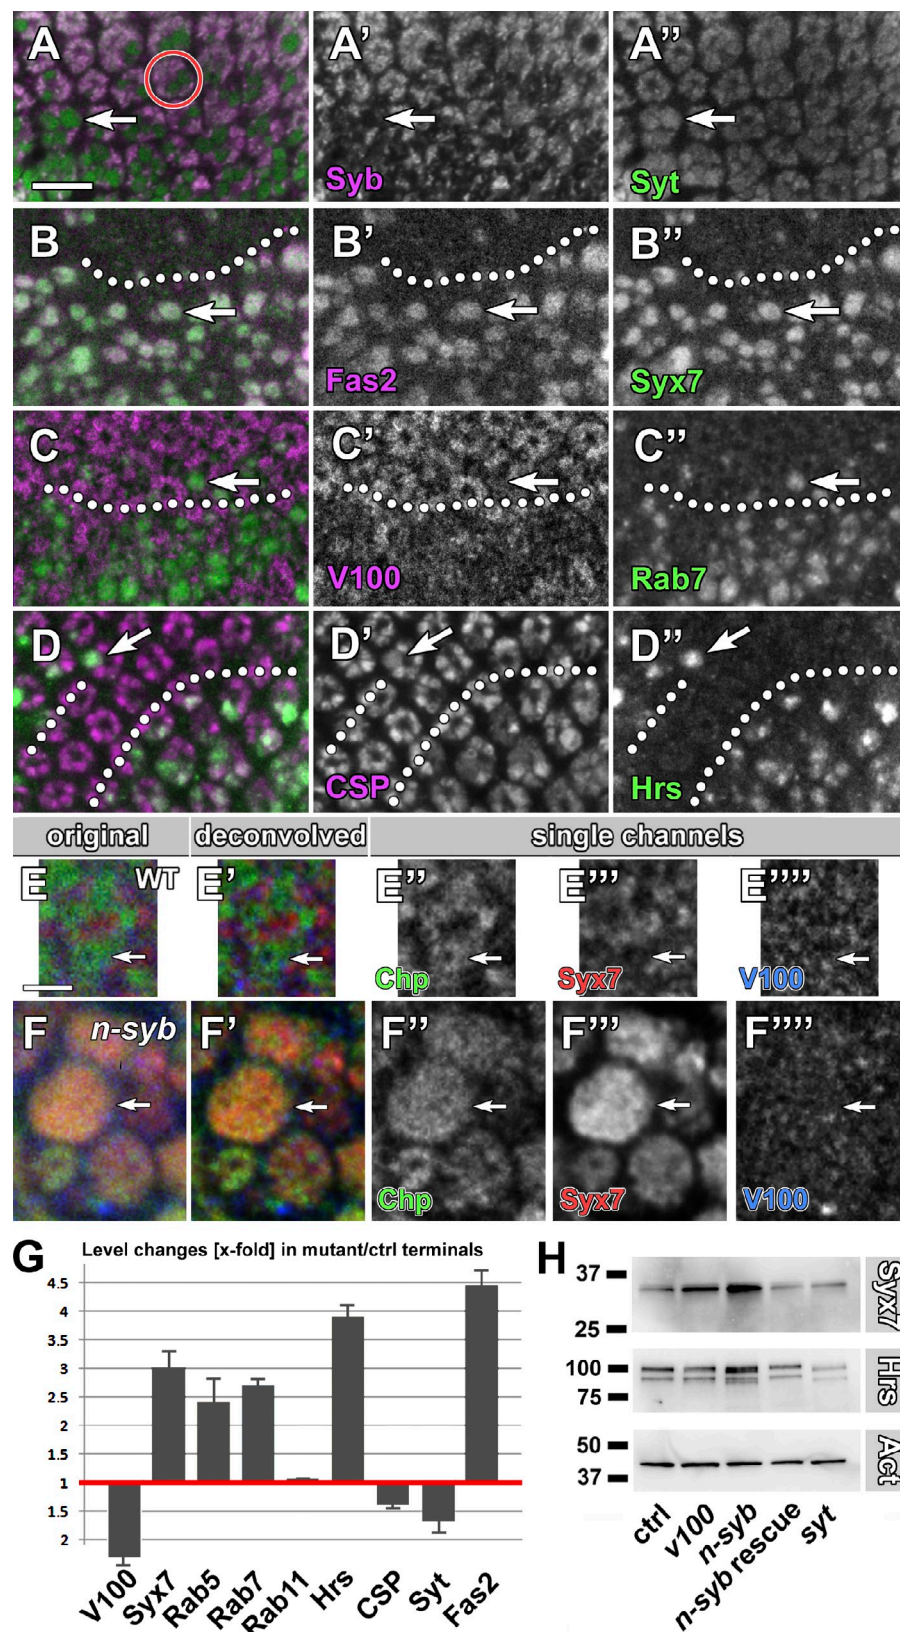 A A’ A’’
Syb Syt
B B’ B’’
Fas2 Syx7
C C’ C’’
V100 Rab7
D D’ D’’
CSP Hrs
original deconvolved single channels
E WT E’ E’’ E’’’ E’’’’
Chp Syx7 V100
F n-syb F’ F’’ F’’’ F’’’’
Chp Syx7 V100
G Level changes [x-fold] in mutant/ctrl terminals
4.5
4
3.5
3
2.5
2
1.5
1
1.5
2
V100 Syx7 Rab5 Rab7 Rab11 Hrs CSP Syt Fas2
H
37
25
Syx7
100
75
Hrs
50
37
Act
ctrl v100 n-syb n-syb rescue syt